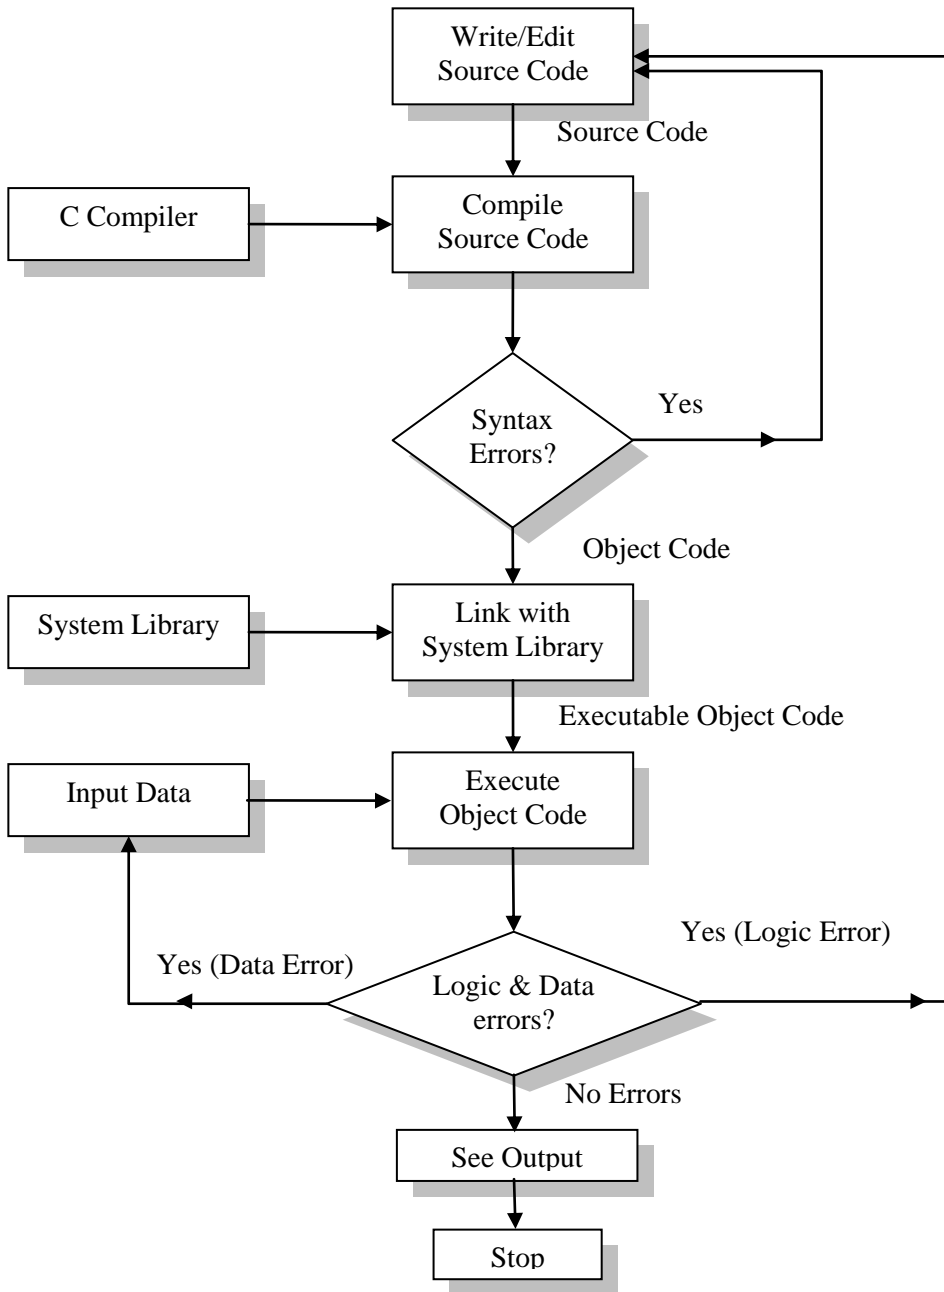 Write/Edit
Source Code
Source Code
C Compiler
Compile
Source Code
Syntax
Errors?
Yes
Object Code
System Library
Link with
System Library
Executable Object Code
Input Data
Execute
Object Code
Yes (Data Error)
Logic & Data
errors?
Yes (Logic Error)
No Errors
See Output
Stop